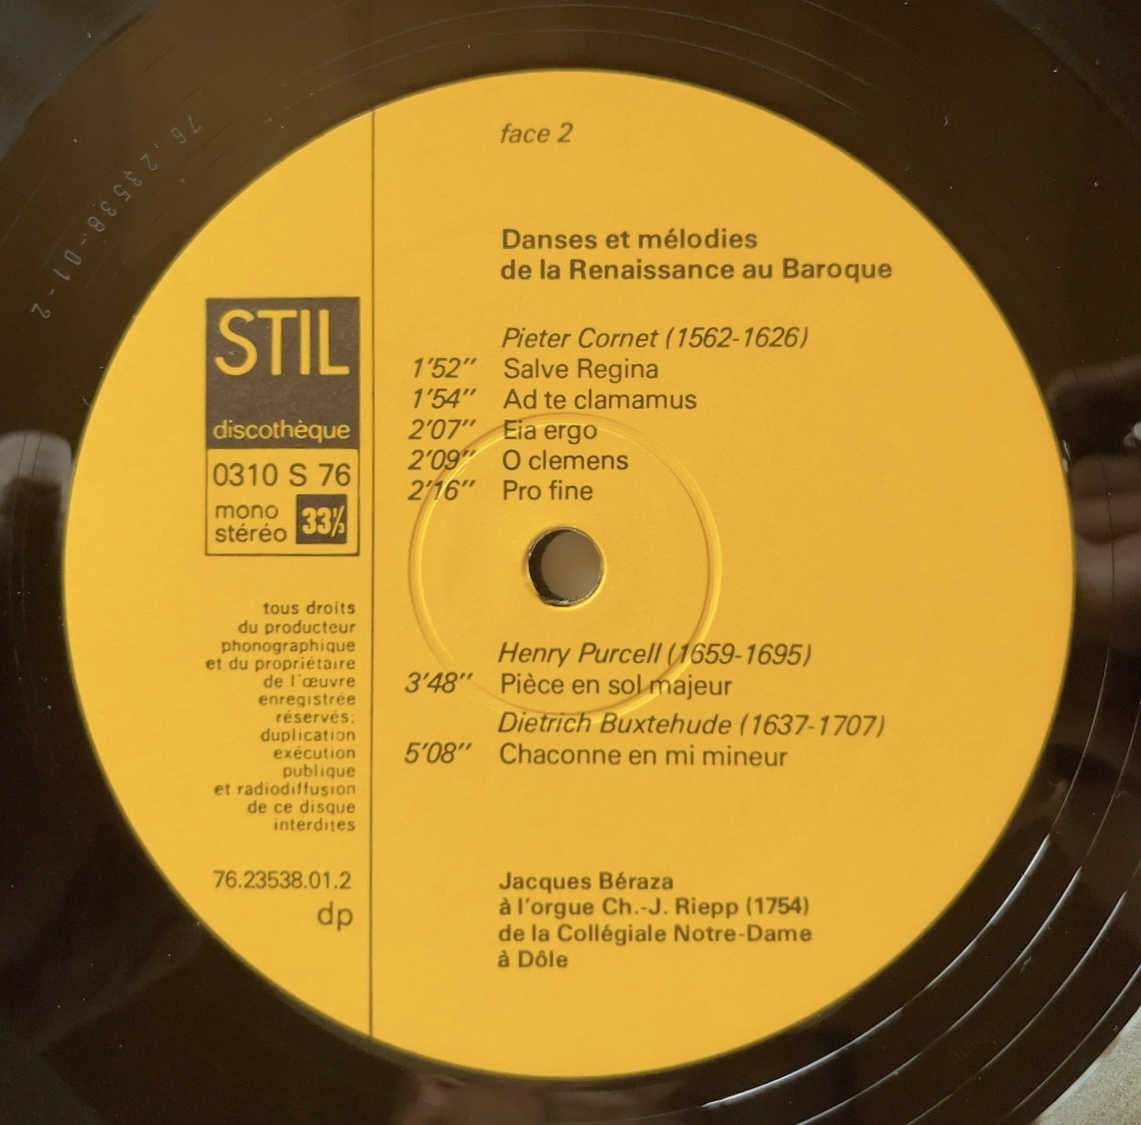 face 2
Danses et mélodies
de la Renaissance au Baroque
Pieter Cornet (1562-1626)
1'52" Salve Regina
1'54" Ad te clamamus
2'07" Eia ergo
2'09" O clemens
2'16" Pro fine
Henry Purcell (1659-1695)
3'48" Pièce en sol majeur
Dietrich Buxtehude (1637-1707)
5'08" Chaconne en mi mineur
Jacques Béraza
à l'orgue Ch.-J. Riepp (1754)
de la Collégiale Notre-Dame
à Dôle
STIL
discothèque
0310 S 76
mono
stéréo
33⅓
tous droits
du producteur
phonographique
et du propriétaire
de l'œuvre
enregistrée
réservés;
duplication
exécution
publique
et radiodiffusion
de ce disque
interdites
76.23538.01.2
dp
76.23538-01-2